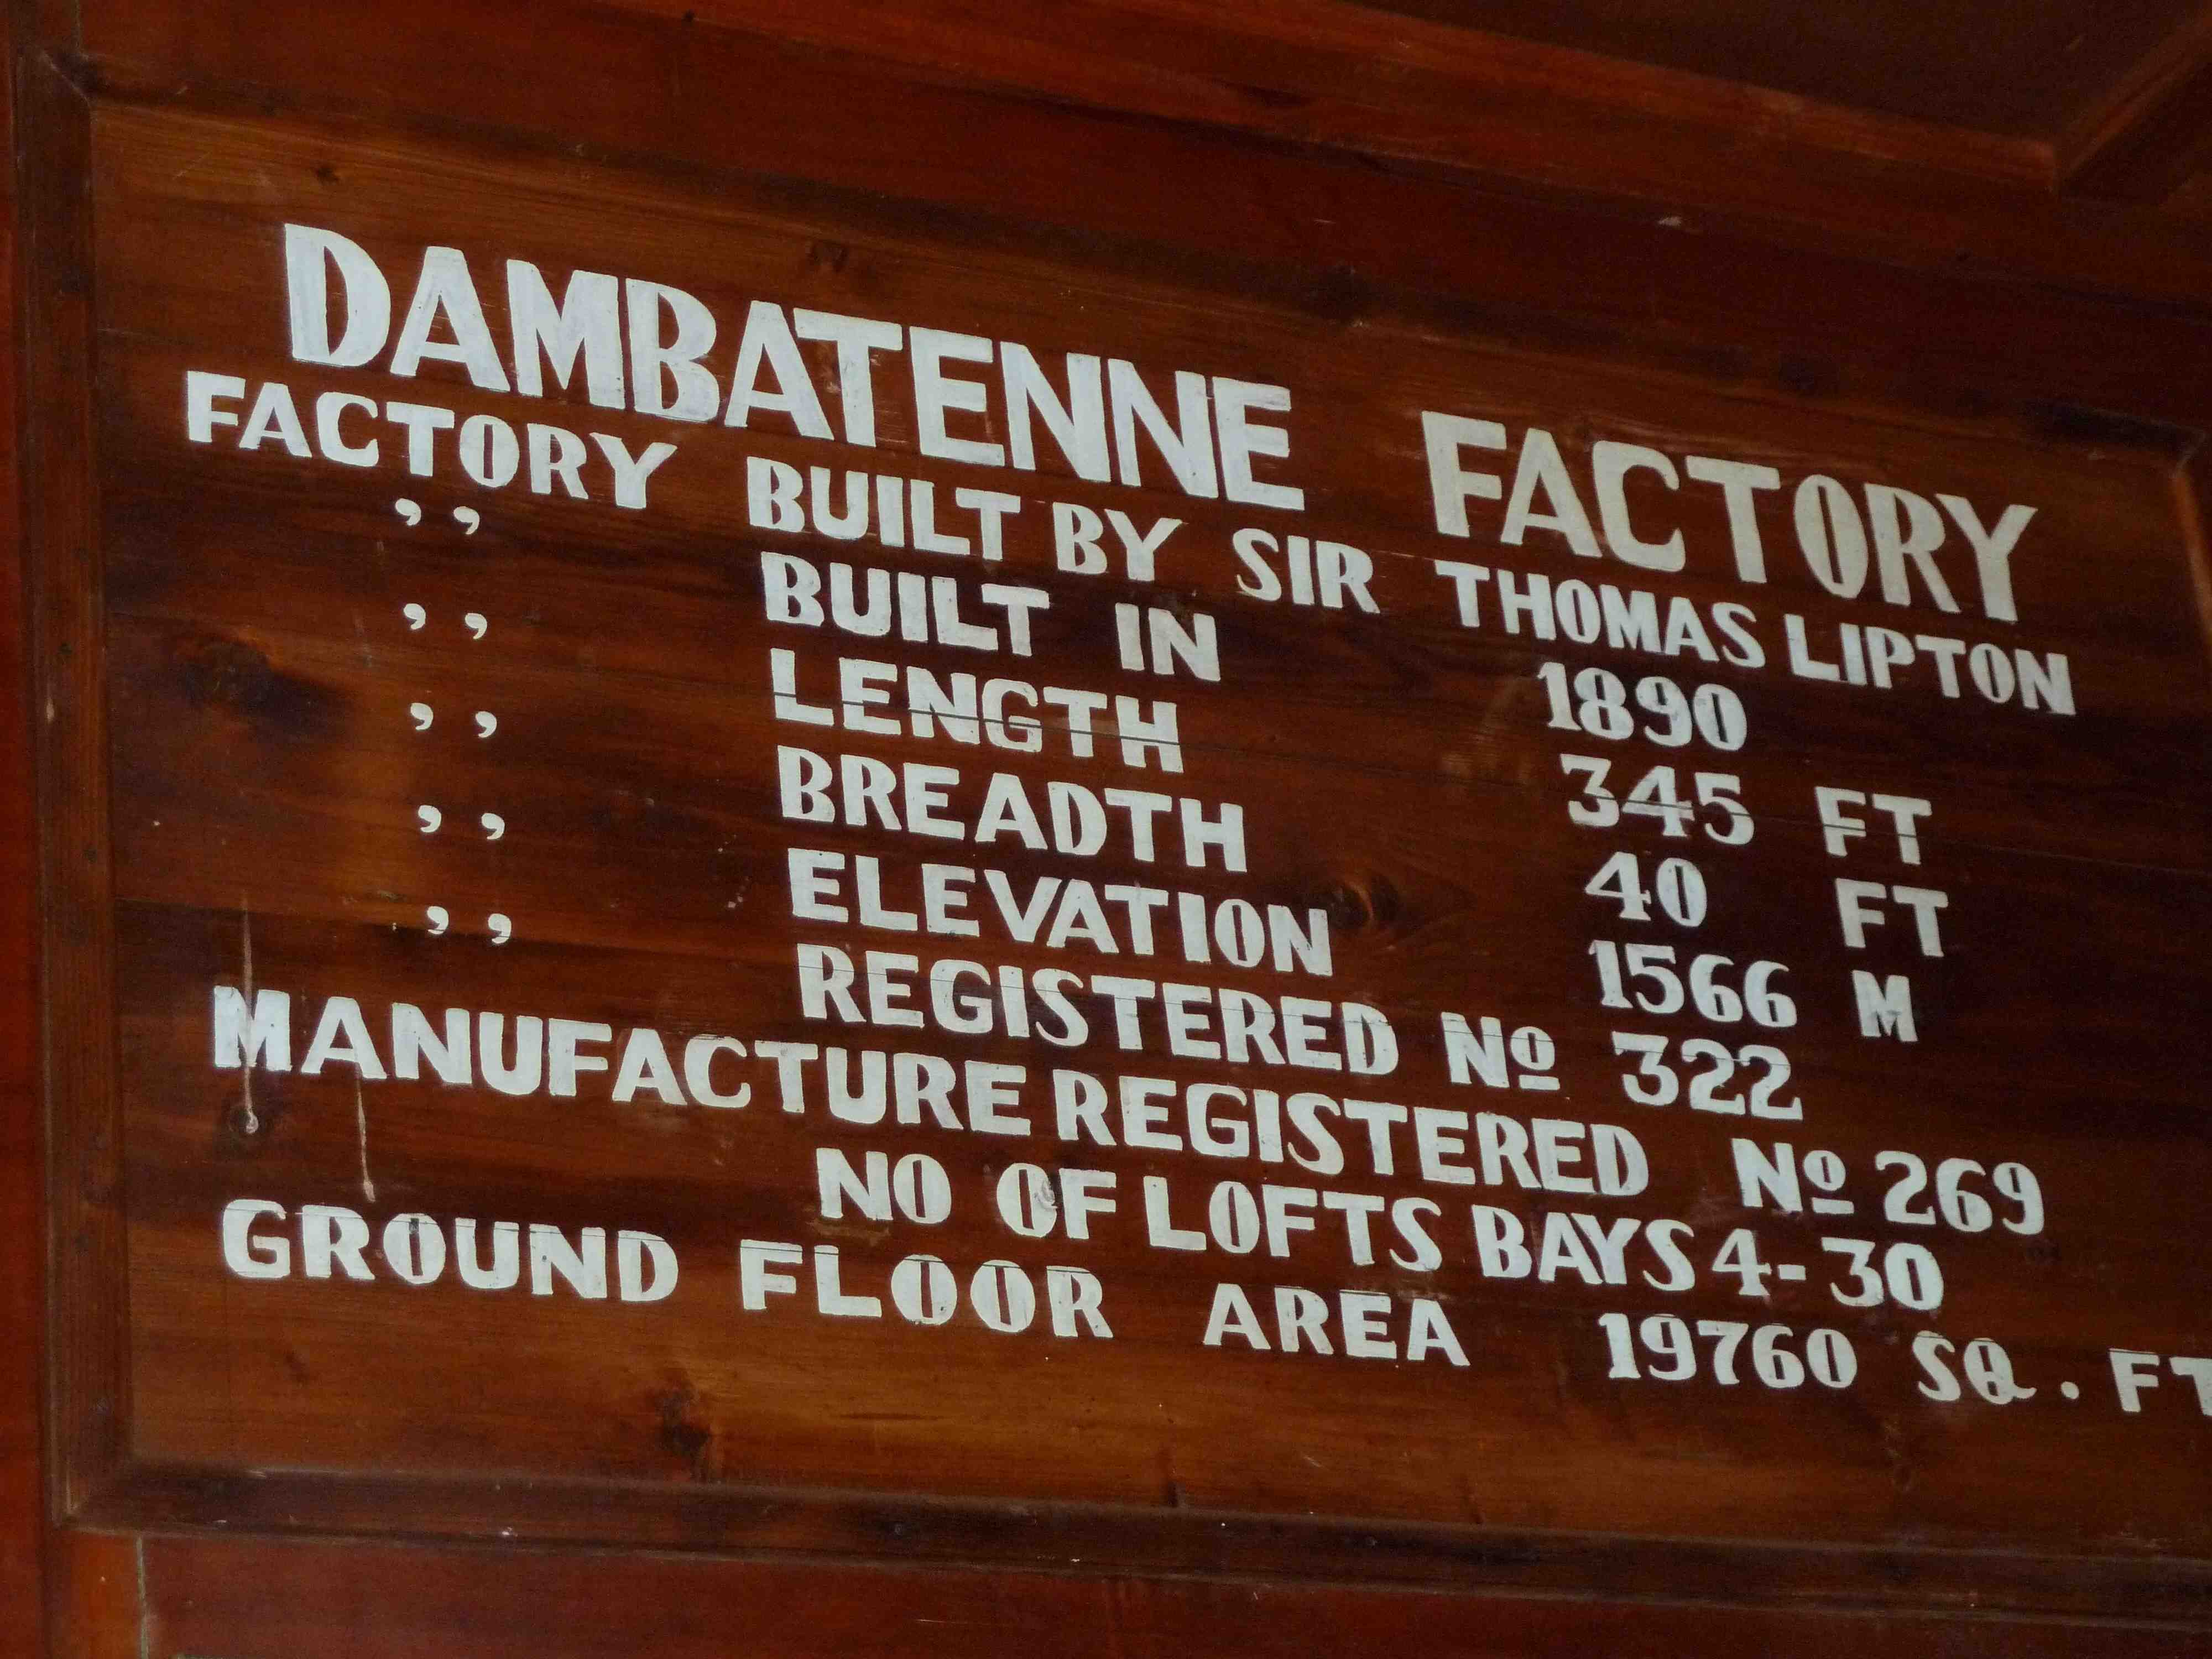 DAMBATENNE FACTORY
FACTORY BUILT BY SIR THOMAS LIPTON
,, BUILT IN 1890
,, LENGTH 345 FT
,, BREADTH 40 FT
,, ELEVATION 1566 M
,, REGISTERED Nº 322
MANUFACTURE REGISTERED Nº 269
NO OF LOFTS BAYS 4-30
GROUND FLOOR AREA 19760 SQ. FT